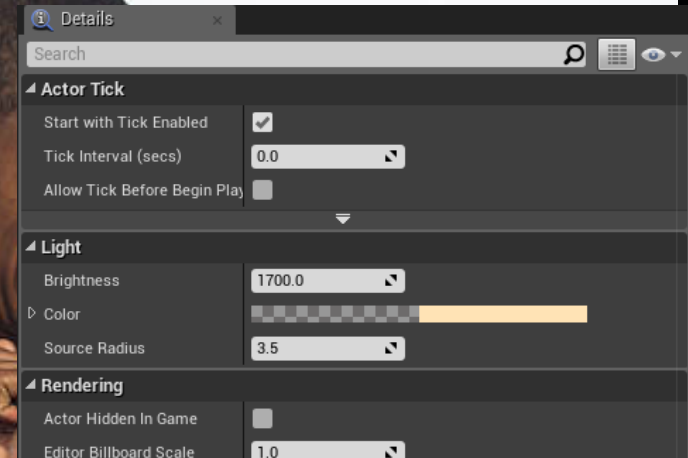 Details
Search
Actor Tick
Start with Tick Enabled
Tick Interval (secs) 0.0
Allow Tick Before Begin Play
Light
Brightness 1700.0
Color
Source Radius 3.5
Rendering
Actor Hidden In Game
Editor Billboard Scale 1.0